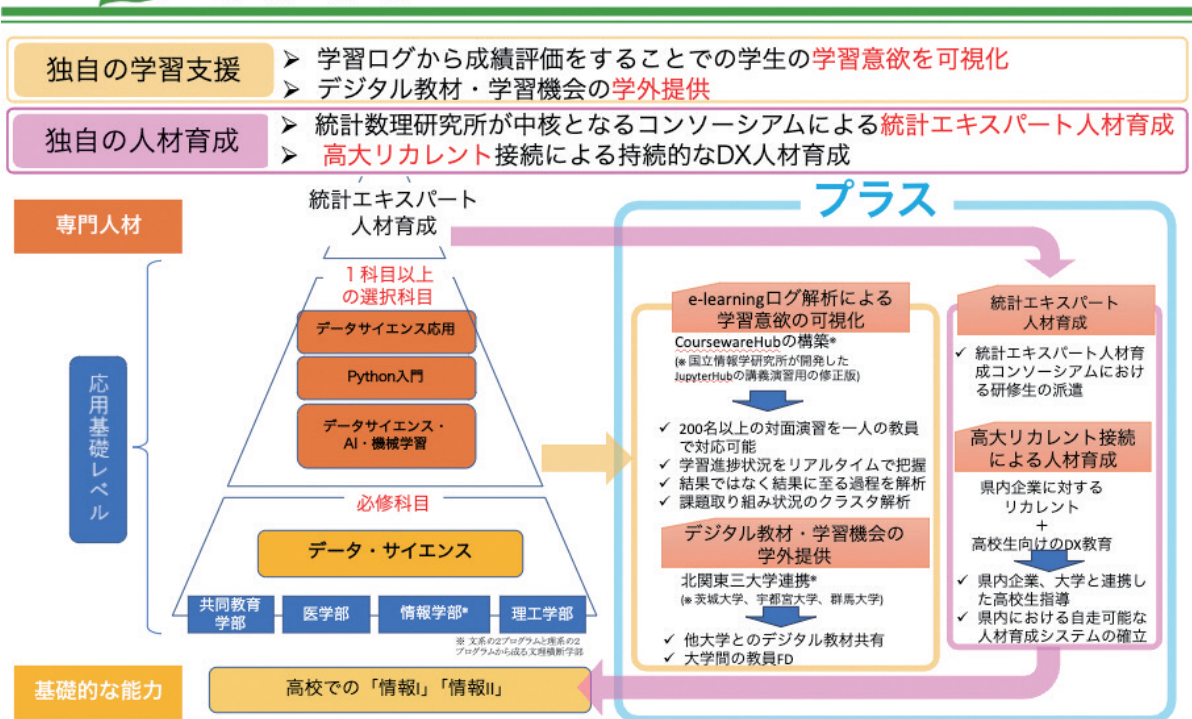 独自の学習支援
➢ 学習ログから成績評価をすることでの学生の学習意欲を可視化
➢ デジタル教材・学習機会の学外提供
独自の人材育成
➢ 統計数理研究所が中核となるコンソーシアムによる統計エキスパート人材育成
➢ 高大リカレント接続による持続的なDX人材育成
専門人材
応用基礎レベル
基礎的な能力
統計エキスパート
人材育成
1科目以上
の選択科目
データサイエンス応用
Python入門
データサイエンス・
AI・機械学習
必修科目
データ・サイエンス
共同教育
学部
医学部
情報学部*
理工学部
※ 文系の2プログラムと理系の2
プログラムから成る文理横断学部
高校での「情報I」「情報II」
プラス
e-learningログ解析による
学習意欲の可視化
CoursewareHubの構築*
(※国立情報学研究所が開発した
JupyterHubの講義演習用の修正版)
✓ 200名以上の対面演習を一人の教員
で対応可能
✓ 学習進捗状況をリアルタイムで把握
✓ 結果ではなく結果に至る過程を解析
✓ 課題取り組み状況のクラスタ解析
デジタル教材・学習機会の
学外提供
北関東三大学連携*
(※茨城大学、宇都宮大学、群馬大学)
✓ 他大学とのデジタル教材共有
✓ 大学間の教員FD
統計エキスパート
人材育成
✓ 統計エキスパート人材育
成コンソーシアムにおけ
る研修生の派遣
高大リカレント接続
による人材育成
県内企業に対する
リカレント
+
高校生向けのDX教育
✓ 県内企業、大学と連携し
た高校生指導
✓ 県内における自走可能な
人材育成システムの確立